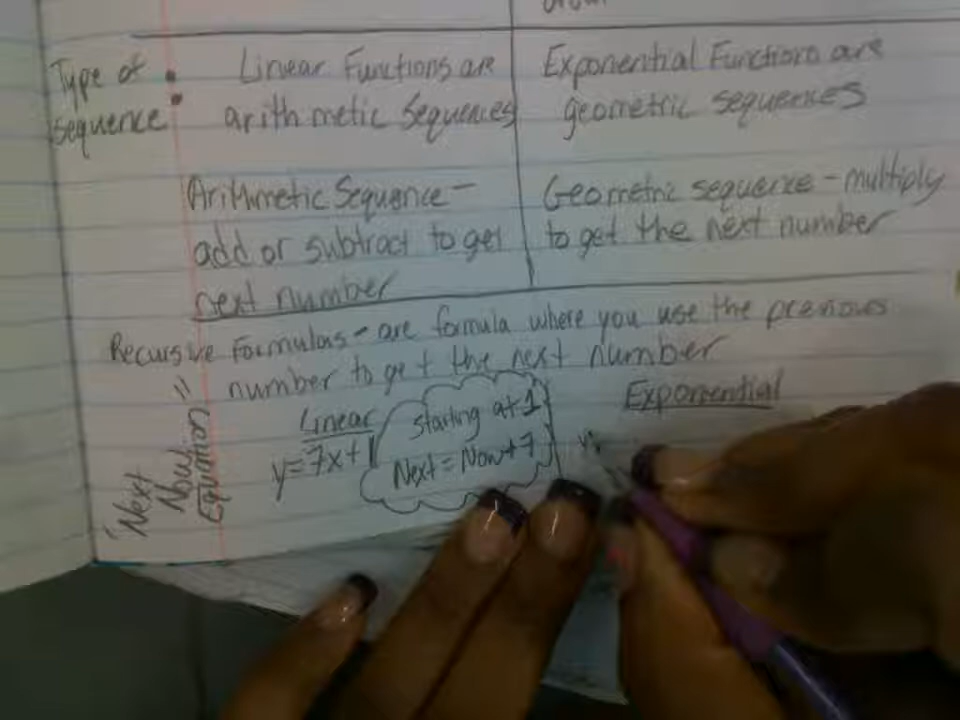 Type of
sequence:
Linear Functions are
arithmetic Sequences
Exponential Functions are
geometric sequences
Arithmetic Sequence -
add or subtract to get
next number
Geometric sequence - multiply
to get the next number
Recursive Formulas - are formula where you use the previous
number to get the next number
"Next
Now
Equation"
Linear
y=7x+1
Starting at 1
Next = Now + 7
Exponential
y